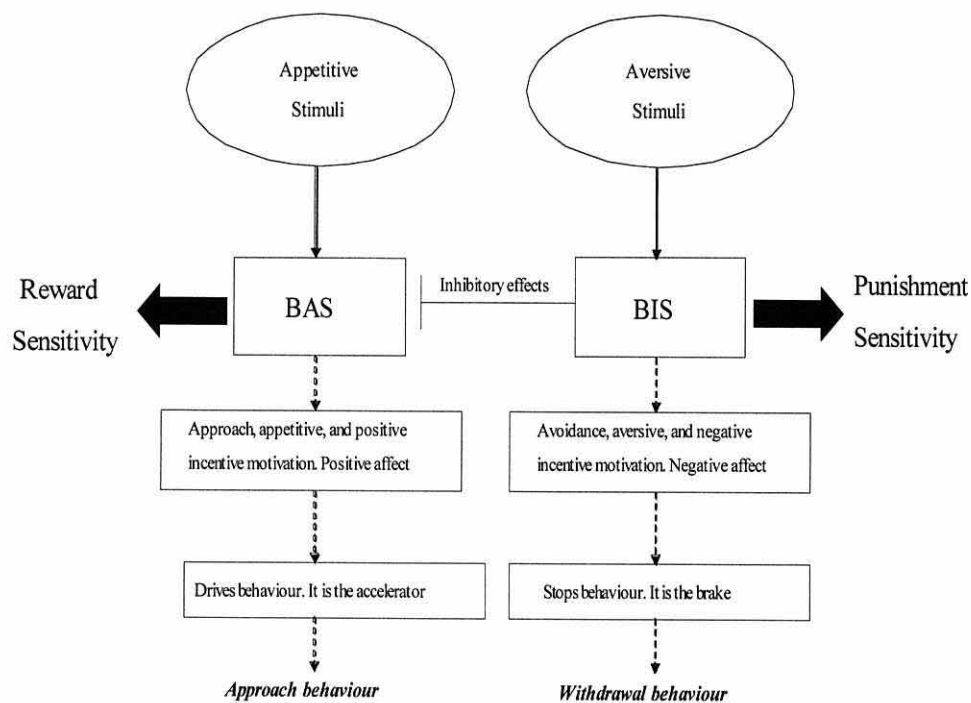 Appetitive
Stimuli
Aversive
Stimuli
Reward
Sensitivity
BAS
Inhibitory effects
BIS
Punishment
Sensitivity
Approach, appetitive, and positive
incentive motivation. Positive affect
Avoidance, aversive, and negative
incentive motivation. Negative affect
Drives behaviour. It is the accelerator
Stops behaviour. It is the brake
Approach behaviour
Withdrawal behaviour